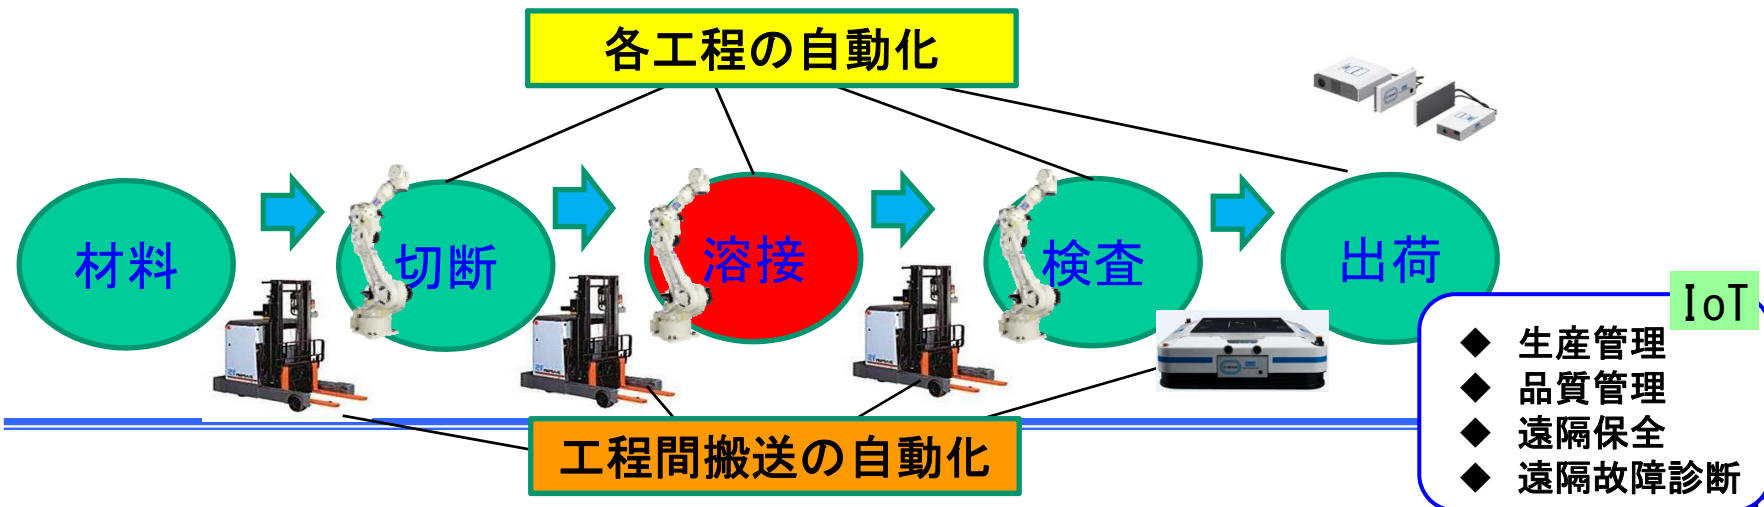 各工程の自動化
材料
切断
溶接
検査
出荷
IoT
◆ 生産管理
◆ 品質管理
◆ 遠隔保全
◆ 遠隔故障診断
工程間搬送の自動化